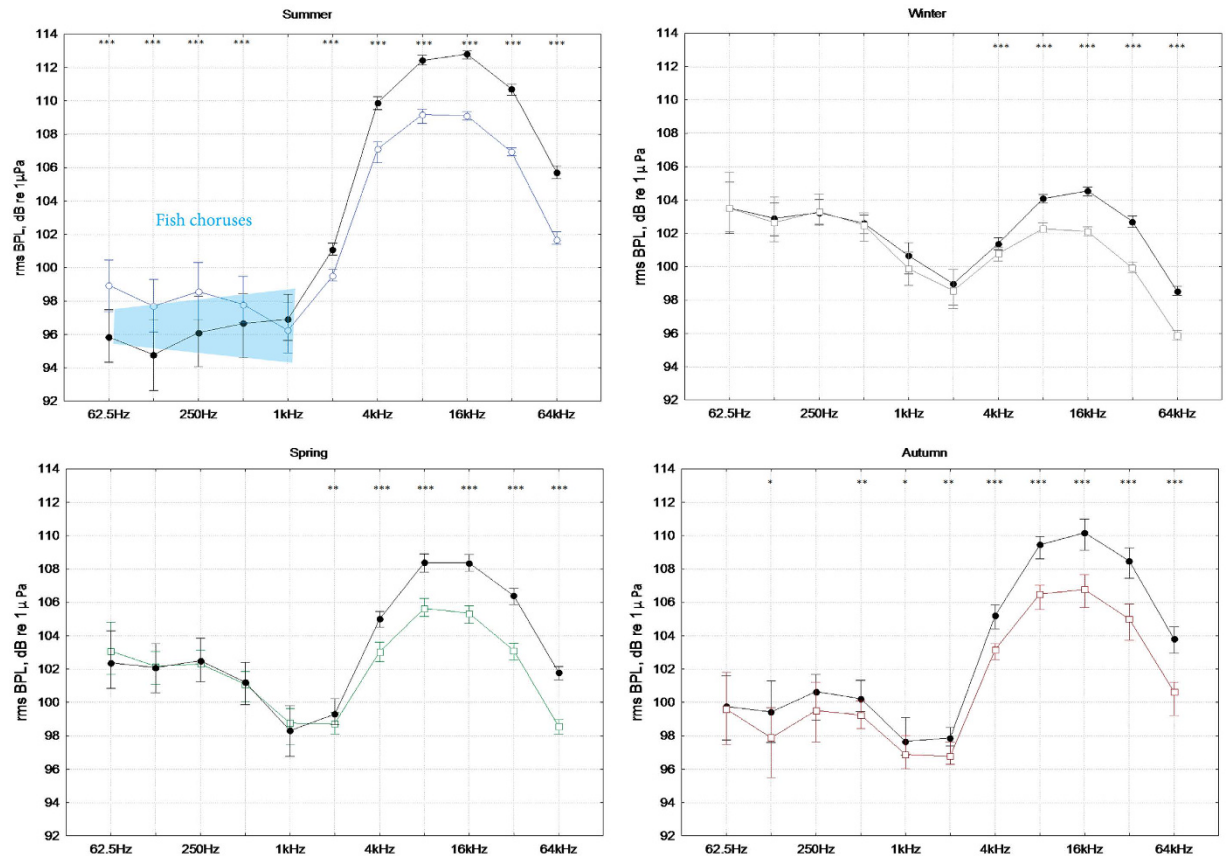 Summer
114
112
110
108
106
104
102
100
98
96
94
92
rms BPL, dB re 1μPa
*** *** *** *** *** *** *** *** *** ***
Fish choruses
62.5Hz 250Hz 1kHz 4kHz 16kHz 64kHz
Winter
114
112
110
108
106
104
102
100
98
96
94
92
rms BPL, dB re 1 μ Pa
*** *** *** *** ***
62.5Hz 250Hz 1kHz 4kHz 16kHz 64kHz
Spring
114
112
110
108
106
104
102
100
98
96
94
92
rms BPL, dB re 1 μ Pa
** *** *** *** *** ***
62.5Hz 250Hz 1kHz 4kHz 16kHz 64kHz
Autumn
114
112
110
108
106
104
102
100
98
96
94
92
rms BPL, dB re 1 μ Pa
* ** * ** *** *** *** *** ***
62.5Hz 250Hz 1kHz 4kHz 16kHz 64kHz